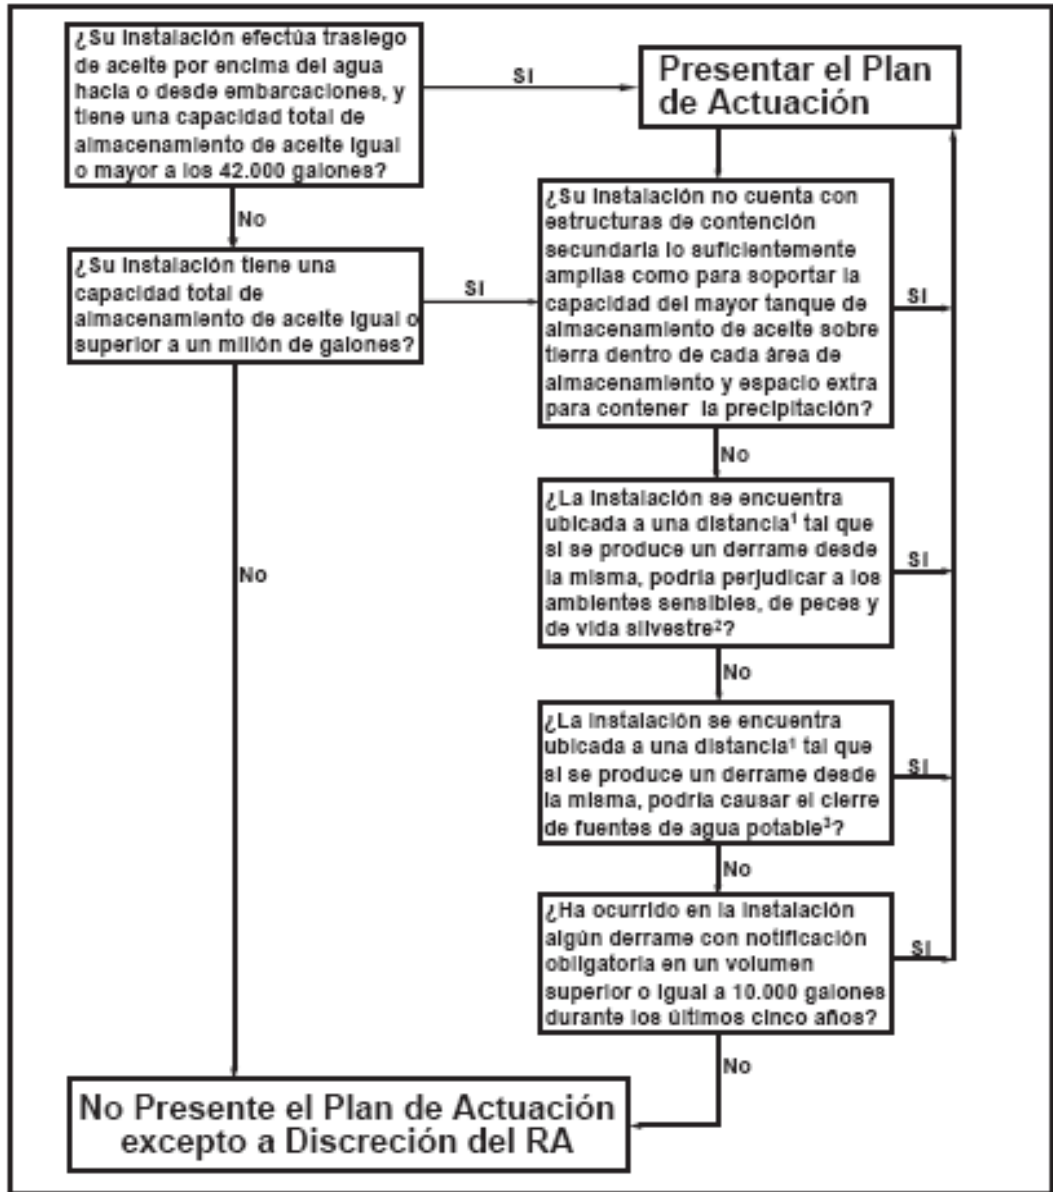 ¿Su instalación efectúa trasiego
de aceite por encima del agua
hacia o desde embarcaciones, y
tiene una capacidad total de
almacenamiento de aceite igual
o mayor a los 42.000 galones?
SI
Presentar el Plan
de Actuación
No
¿Su instalación tiene una
capacidad total de
almacenamiento de aceite igual o
superior a un millón de galones?
SI
¿Su instalación no cuenta con
estructuras de contención
secundaria lo suficientemente
amplias como para soportar la
capacidad del mayor tanque de
almacenamiento de aceite sobre
tierra dentro de cada área de
almacenamiento y espacio extra
para contener la precipitación?
SI
No
¿La instalación se encuentra
ubicada a una distancia¹ tal que
si se produce un derrame desde
la misma, podría perjudicar a los
ambientes sensibles, de peces y
de vida silvestre²?
SI
No
No
¿La instalación se encuentra
ubicada a una distancia¹ tal que
si se produce un derrame desde
la misma, podría causar el cierre
de fuentes de agua potable³?
SI
No
¿Ha ocurrido en la instalación
algún derrame con notificación
obligatoria en un volumen
superior o igual a 10.000 galones
durante los últimos cinco años?
SI
No
No Presente el Plan de Actuación
excepto a Discreción del RA